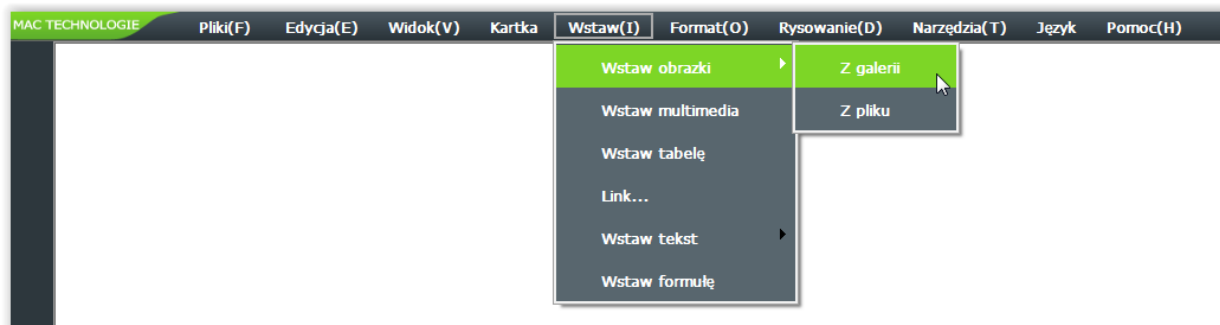 MAC TECHNOLOGIE Pliki(F) Edycja(E) Widok(V) Kartka Wstaw(I) Format(O) Rysowanie(D) Narzędzia(T) Język Pomoc(H)
Wstaw obrazki Z galerii
Wstaw multimedia Z pliku
Wstaw tabelę
Link...
Wstaw tekst
Wstaw formułę